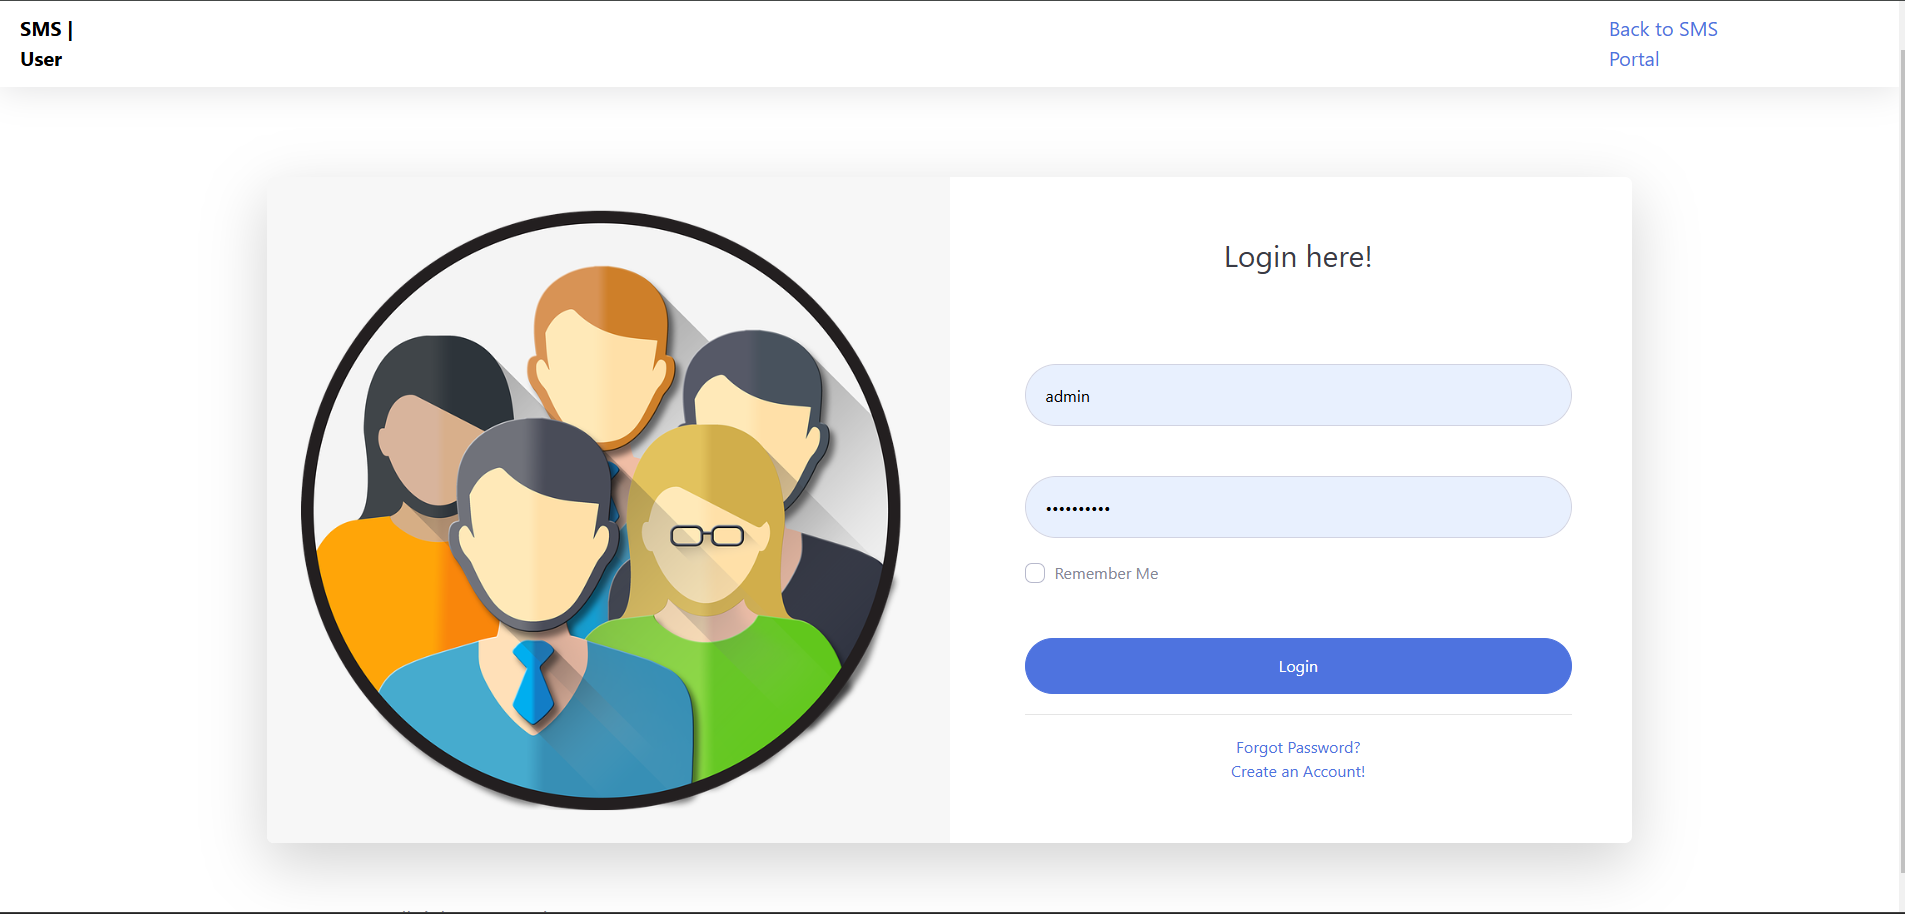 SMS |
User
Back to SMS
Portal
Login here!
admin
••••••••••
Remember Me
Login
Forgot Password?
Create an Account!